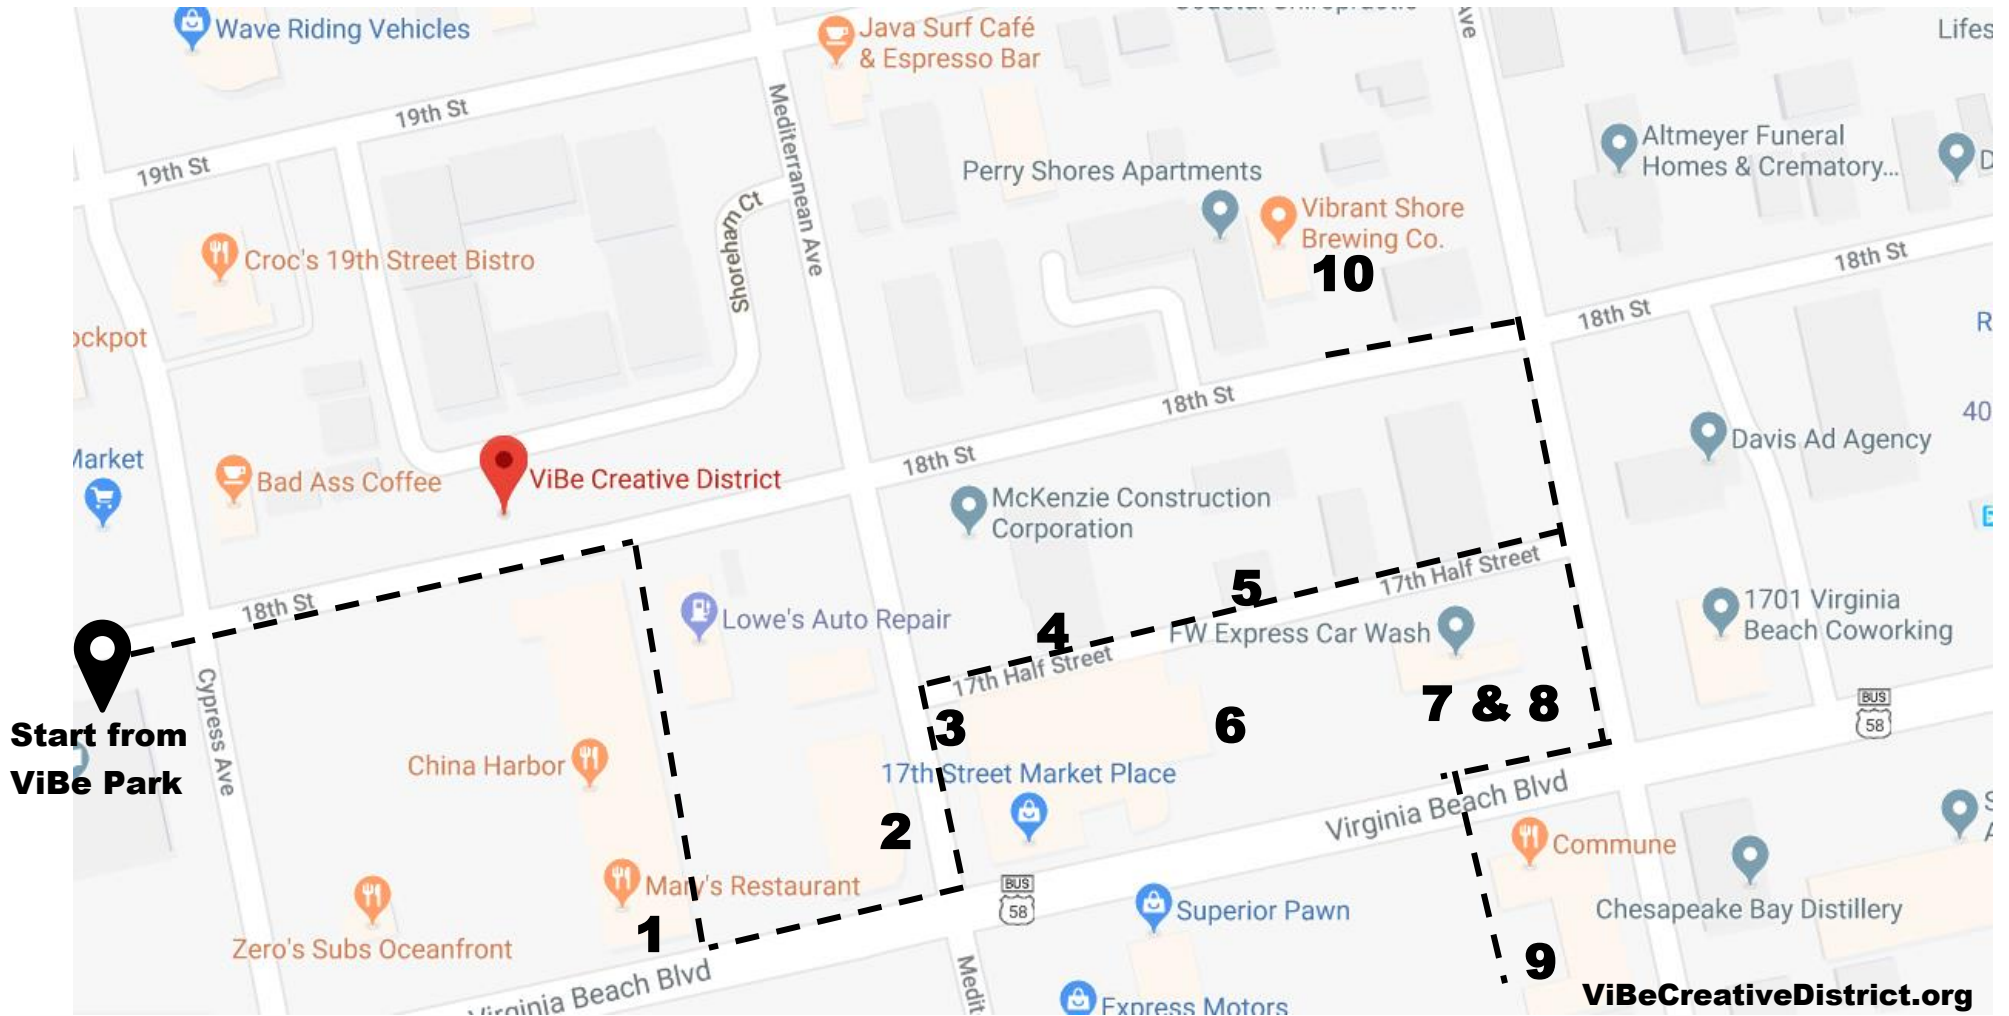 Wave Riding Vehicles
Java Surf Café
& Espresso Bar
Ave
Lifes
19th St
19th St
Mediterranean Ave
Altmeyer Funeral
Homes & Crematory...
D
Perry Shores Apartments
Vibrant Shore
Brewing Co.
10
Shoreham Ct
Croc's 19th Street Bistro
18th St
18th St
R
ockpot
18th St
40
Market
Bad Ass Coffee
ViBe Creative District
18th St
Davis Ad Agency
McKenzie Construction
Corporation
E
18th St
Lowe's Auto Repair
4
5
17th Half Street
17th Half Street
FW Express Car Wash
1701 Virginia
Beach Coworking
Start from
ViBe Park
Cypress Ave
3
6
7 & 8
BUS
58
China Harbor
17th Street Market Place
2
Virginia Beach Blvd
Commune
S
A
Mary's Restaurant
BUS
58
Superior Pawn
Chesapeake Bay Distillery
1
Zero's Subs Oceanfront
9
Virginia Beach Blvd
Medit
Express Motors
ViBeCreativeDistrict.org